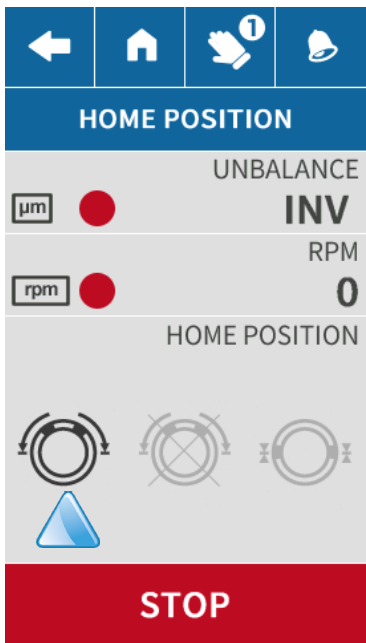 1
HOME POSITION
UNBALANCE
µm
INV
RPM
rpm
0
HOME POSITION
STOP